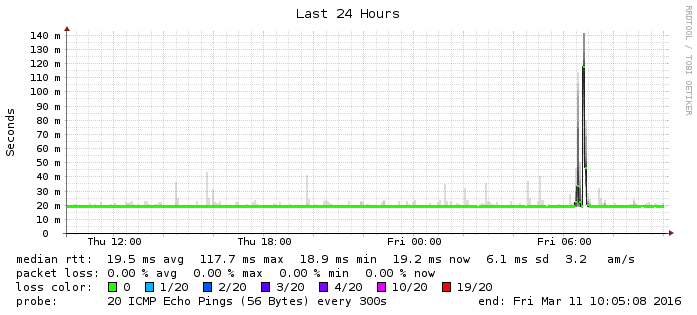 Last 24 Hours
RRDTOOL / TOBI OETIKER
Seconds
140 m
130 m
120 m
110 m
100 m
90 m
80 m
70 m
60 m
50 m
40 m
30 m
20 m
10 m
0
Thu 12:00 Thu 18:00 Fri 00:00 Fri 06:00
median rtt: 19.5 ms avg 117.7 ms max 18.9 ms min 19.2 ms now 6.1 ms sd 3.2 am/s
packet loss: 0.00 % avg 0.00 % max 0.00 % min 0.00 % now
loss color: 0 1/20 2/20 3/20 4/20 10/20 19/20
probe: 20 ICMP Echo Pings (56 Bytes) every 300s end: Fri Mar 11 10:05:08 2016